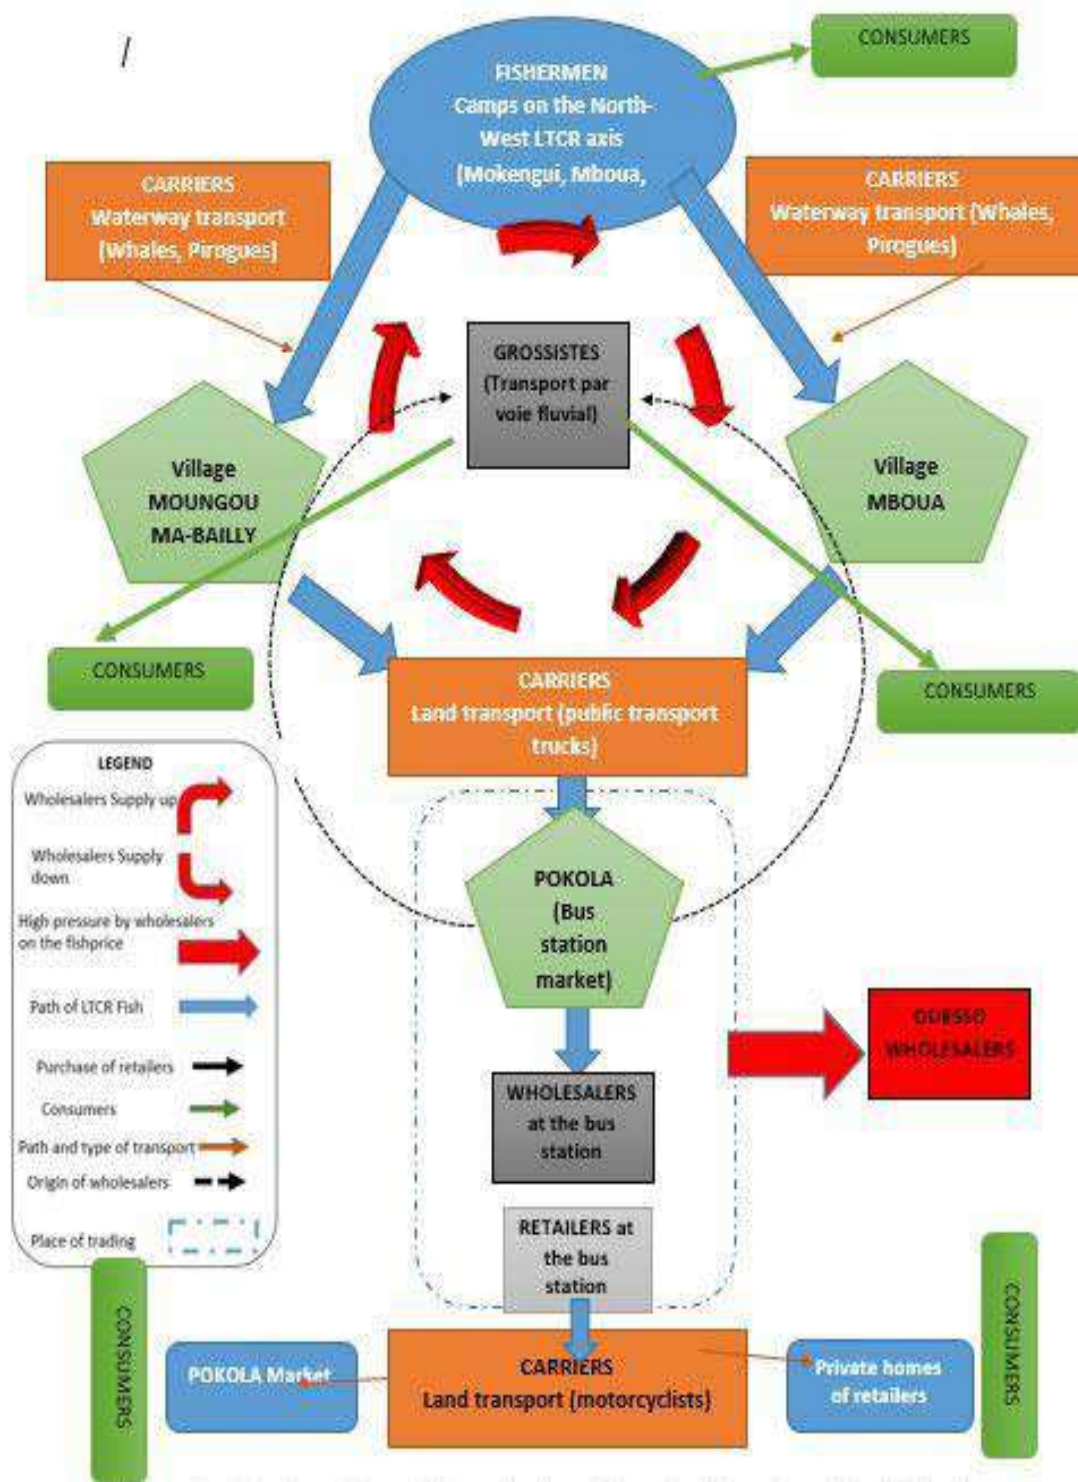 /
CONSUMERS
FISHERMEN
Camps on the North-
West LTCR axis
(Mokengui, Mboua,
CARRIERS
Waterway transport
(Whales, Pirogues)
CARRIERS
Waterway transport (Whales,
Pirogues)
GROSSISTES
(Transport par
voie fluvial)
Village
MOUNGOU
MA-BAILLY
Village
MBOUA
CONSUMERS
CONSUMERS
CARRIERS
Land transport (public transport
trucks)
LEGEND
Wholesalers Supply up
Wholesalers Supply
down
High pressure by wholesalers
on the fishprice
Path of LTCR Fish
Purchase of retailers
Consumers
Path and type of transport
Origin of wholesalers
Place of trading
POKOLA
(Bus
station
market)
OUESSO
WHOLESALERS
WHOLESALERS
at the bus
station
RETAILERS at
the bus
station
CONSUMERS
POKOLA Market
CARRIERS
Land transport (motorcyclists)
Private homes
of retailers
CONSUMERS